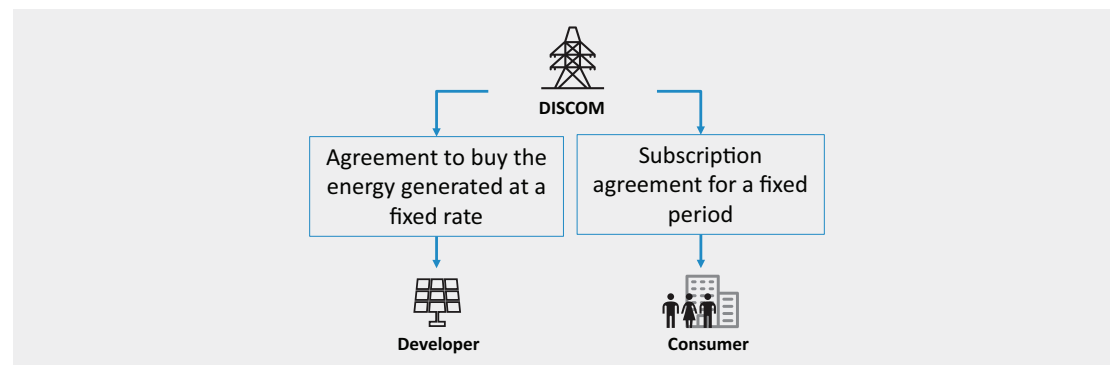 DISCOM
Agreement to buy the
energy generated at a
fixed rate
Subscription
agreement for a fixed
period
Developer
Consumer